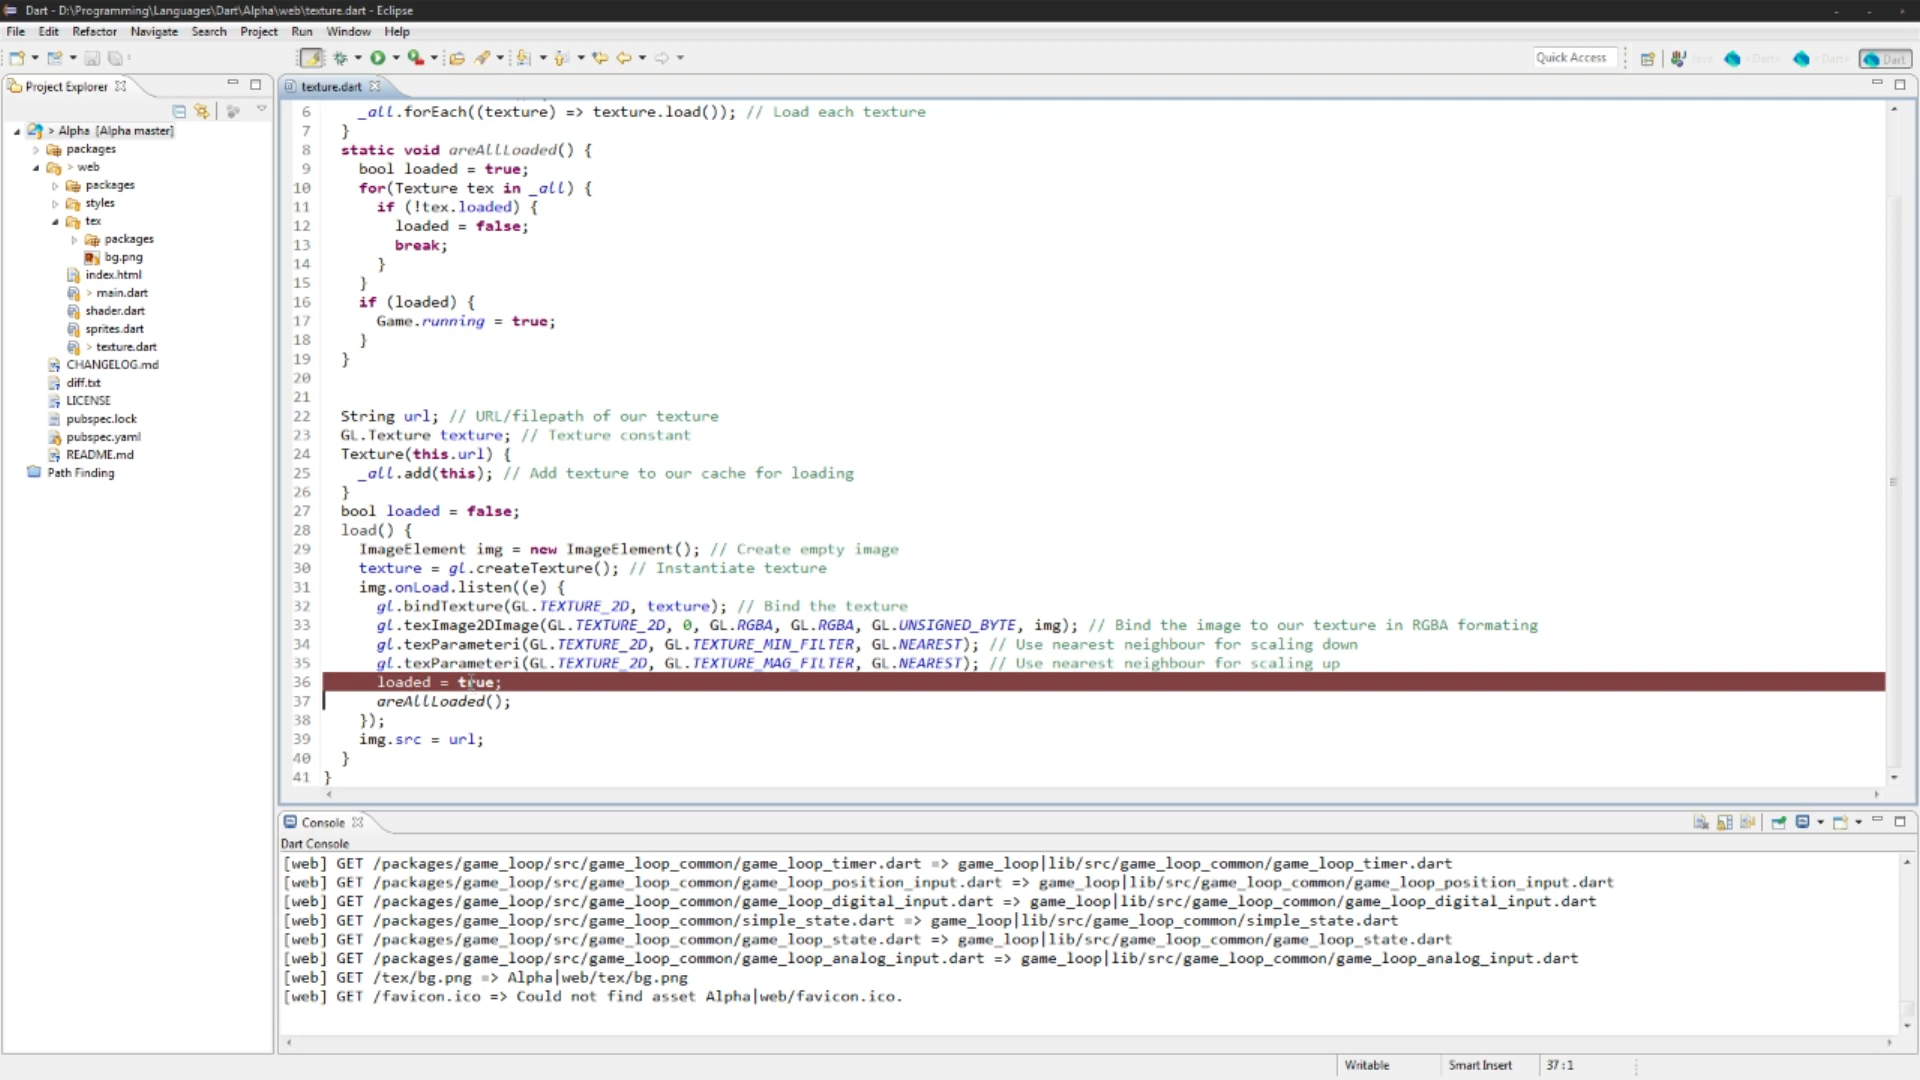 Dart - D:\Programming\Languages\Dart\Alpha\web\texture.dart - Eclipse
File Edit Refactor Navigate Search Project Run Window Help
Quick Access
Java
<Dart>
<Dart>
Dart
Project Explorer
texture.dart
> Alpha [Alpha master]
packages
> web
packages
styles
tex
packages
bg.png
index.html
> main.dart
shader.dart
sprites.dart
> texture.dart
CHANGELOG.md
diff.txt
LICENSE
pubspec.lock
pubspec.yaml
README.md
Path Finding
6 _all.forEach((texture) => texture.load()); // Load each texture
7 }
8 static void areAllLoaded() {
9 bool loaded = true;
10 for(Texture tex in _all) {
11 if (!tex.loaded) {
12 loaded = false;
13 break;
14 }
15 }
16 if (loaded) {
17 Game.running = true;
18 }
19 }
20
21
22 String url; // URL/filepath of our texture
23 GL.Texture texture; // Texture constant
24 Texture(this.url) {
25 _all.add(this); // Add texture to our cache for loading
26 }
27 bool loaded = false;
28 load() {
29 ImageElement img = new ImageElement(); // Create empty image
30 texture = gl.createTexture(); // Instantiate texture
31 img.onLoad.listen((e) {
32 gl.bindTexture(GL.TEXTURE_2D, texture); // Bind the texture
33 gl.texImage2DImage(GL.TEXTURE_2D, 0, GL.RGBA, GL.RGBA, GL.UNSIGNED_BYTE, img); // Bind the image to our texture in RGBA formating
34 gl.texParameteri(GL.TEXTURE_2D, GL.TEXTURE_MIN_FILTER, GL.NEAREST); // Use nearest neighbour for scaling down
35 gl.texParameteri(GL.TEXTURE_2D, GL.TEXTURE_MAG_FILTER, GL.NEAREST); // Use nearest neighbour for scaling up
36 loaded = true;
37 areAllLoaded();
38 });
39 img.src = url;
40 }
41 }
Console
Dart Console
[web] GET /packages/game_loop/src/game_loop_common/game_loop_timer.dart => game_loop|lib/src/game_loop_common/game_loop_timer.dart
[web] GET /packages/game_loop/src/game_loop_common/game_loop_position_input.dart => game_loop|lib/src/game_loop_common/game_loop_position_input.dart
[web] GET /packages/game_loop/src/game_loop_common/game_loop_digital_input.dart => game_loop|lib/src/game_loop_common/game_loop_digital_input.dart
[web] GET /packages/game_loop/src/game_loop_common/simple_state.dart => game_loop|lib/src/game_loop_common/simple_state.dart
[web] GET /packages/game_loop/src/game_loop_common/game_loop_state.dart => game_loop|lib/src/game_loop_common/game_loop_state.dart
[web] GET /packages/game_loop/src/game_loop_common/game_loop_analog_input.dart => game_loop|lib/src/game_loop_common/game_loop_analog_input.dart
[web] GET /tex/bg.png => Alpha|web/tex/bg.png
[web] GET /favicon.ico => Could not find asset Alpha|web/favicon.ico.
Writable Smart Insert 37:1